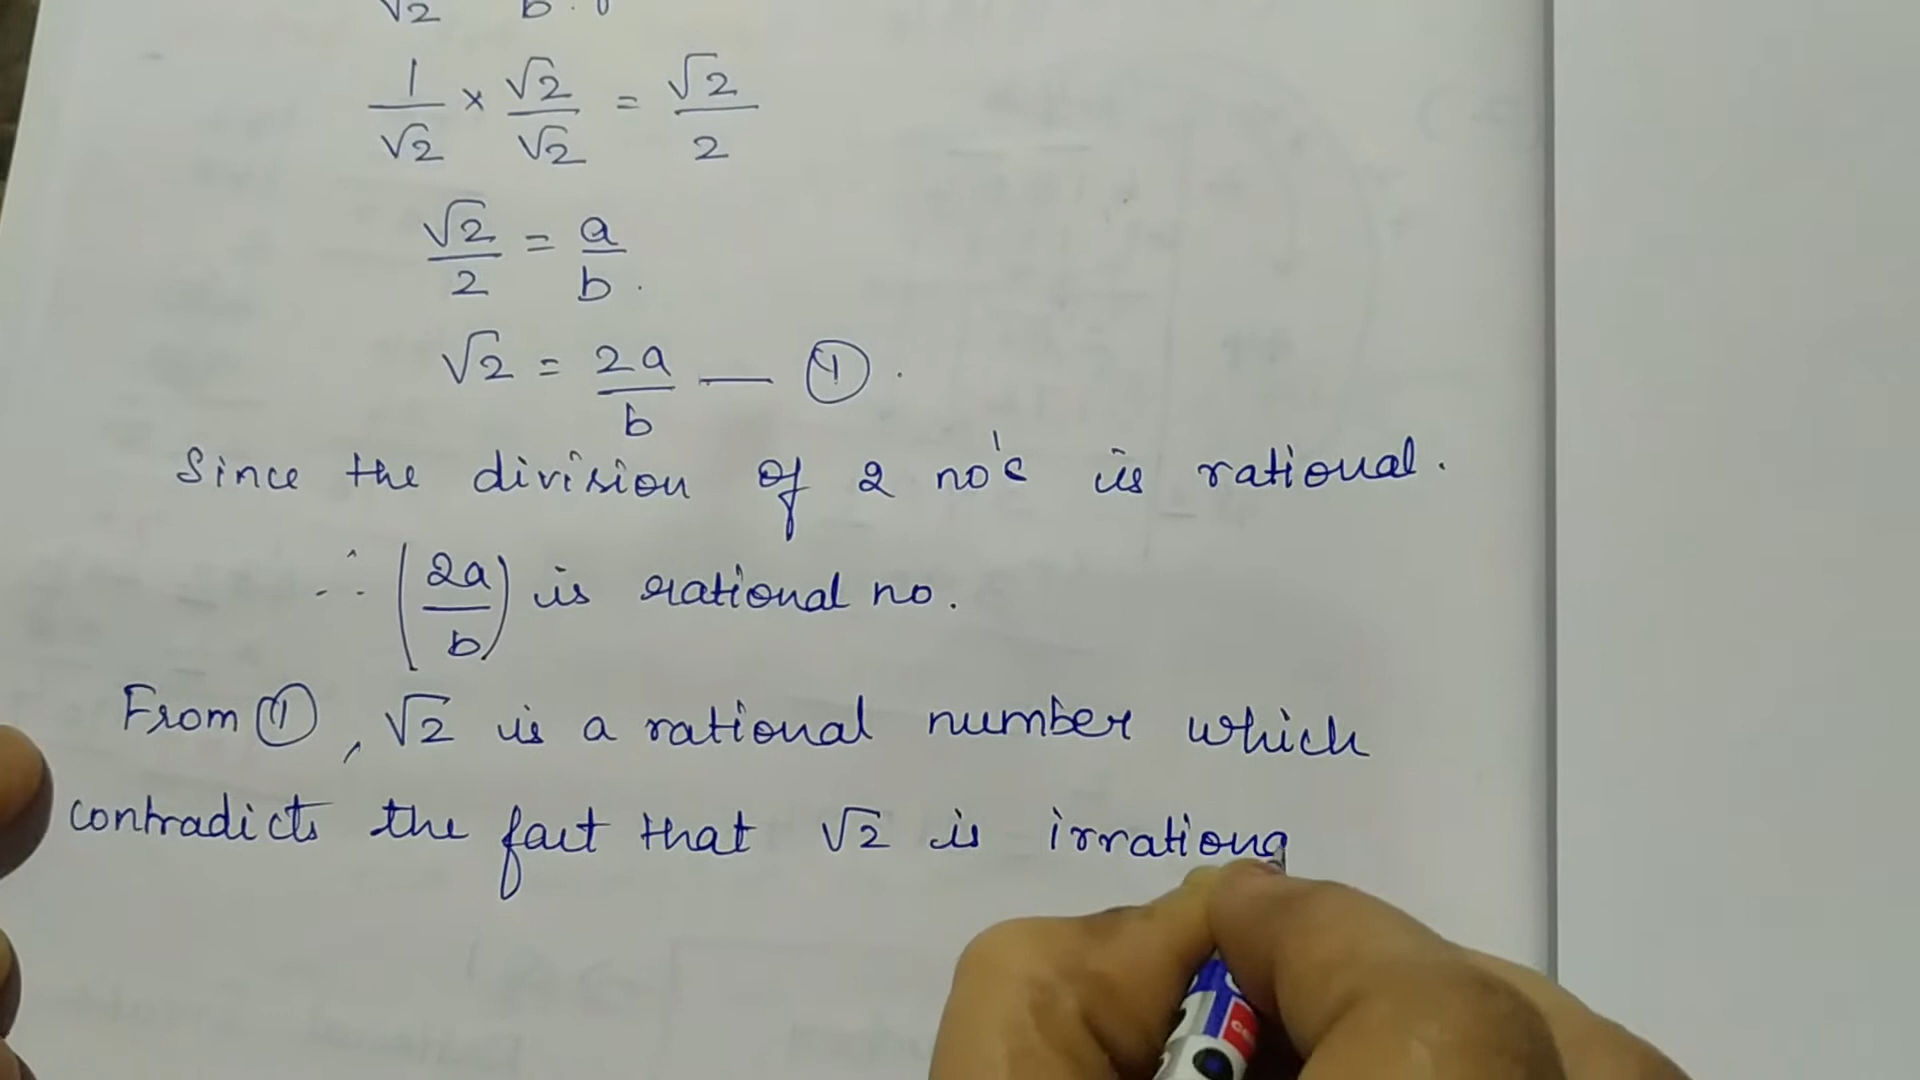 √2 b.
1/√2 × √2/√2 = √2/2
√2/2 = a/b.
√2 = 2a/b — ①.
Since the division of 2 no's is rational.
∴ (2a/b) is rational no.
From ①, √2 is a rational number which
contradicts the fact that √2 is irrationa